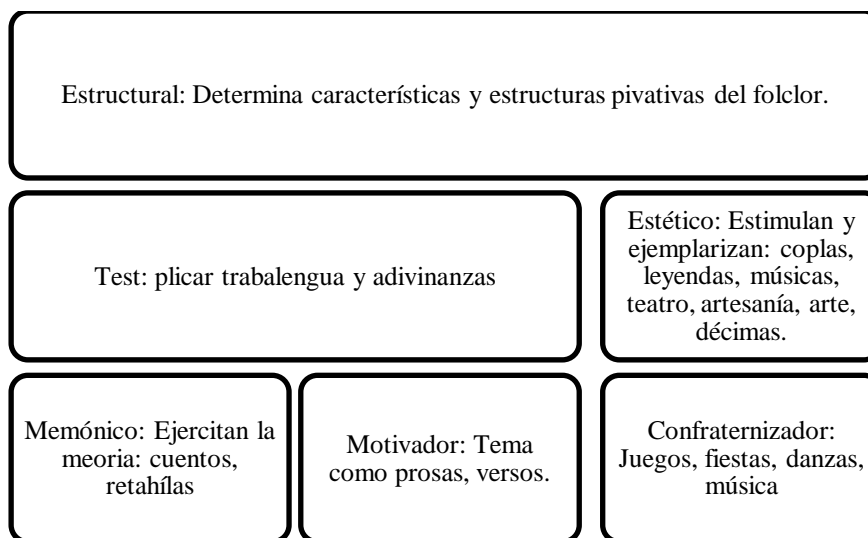 Estructural: Determina características y estructuras pivativas del folclor.
Test: plicar trabalengua y adivinanzas
Estético: Estimulan y
ejemplarizan: coplas,
leyendas, músicas,
teatro, artesanía, arte,
décimas.
Memónico: Ejercitan la
meoria: cuentos,
retahílas
Motivador: Tema
como prosas, versos.
Confraternizador:
Juegos, fiestas, danzas,
música